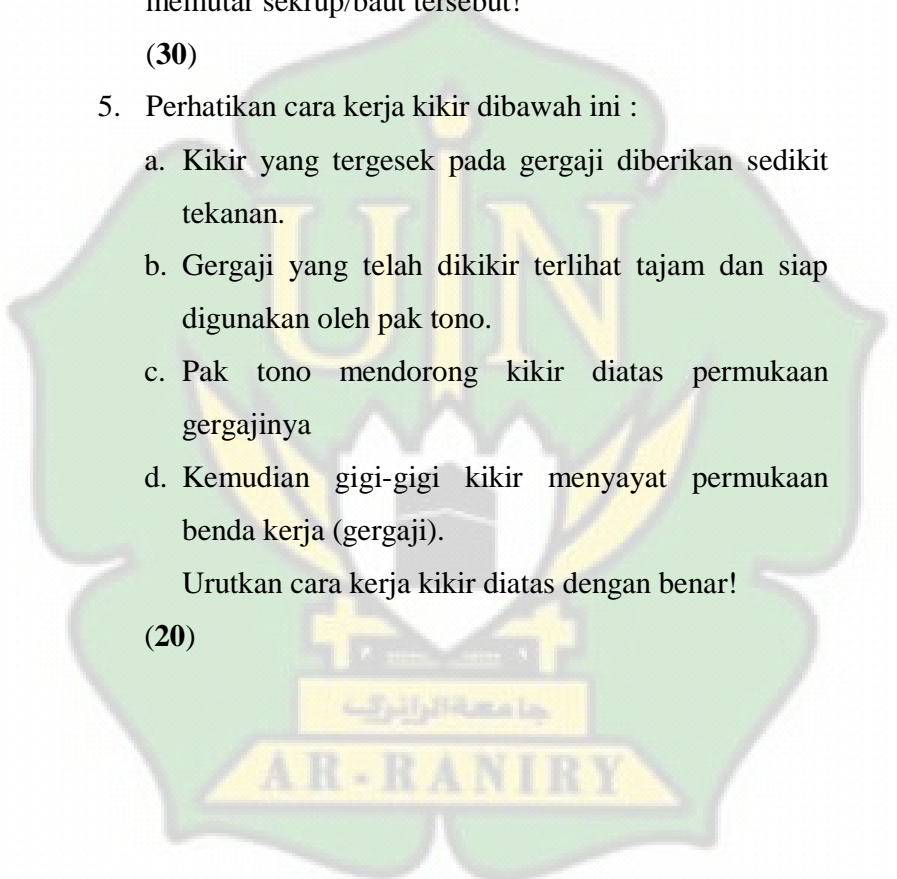 memutar sekrup/baut tersebut!
(30)
5. Perhatikan cara kerja kikir dibawah ini :
a. Kikir yang tergesek pada gergaji diberikan sedikit
tekanan.
b. Gergaji yang telah dikikir terlihat tajam dan siap
digunakan oleh pak tono.
c. Pak tono mendorong kikir diatas permukaan
gergajinya
d. Kemudian gigi-gigi kikir menyayat permukaan
benda kerja (gergaji).
Urutkan cara kerja kikir diatas dengan benar!
(20)
UIN
جامعة الرانري
AR-RANIRY